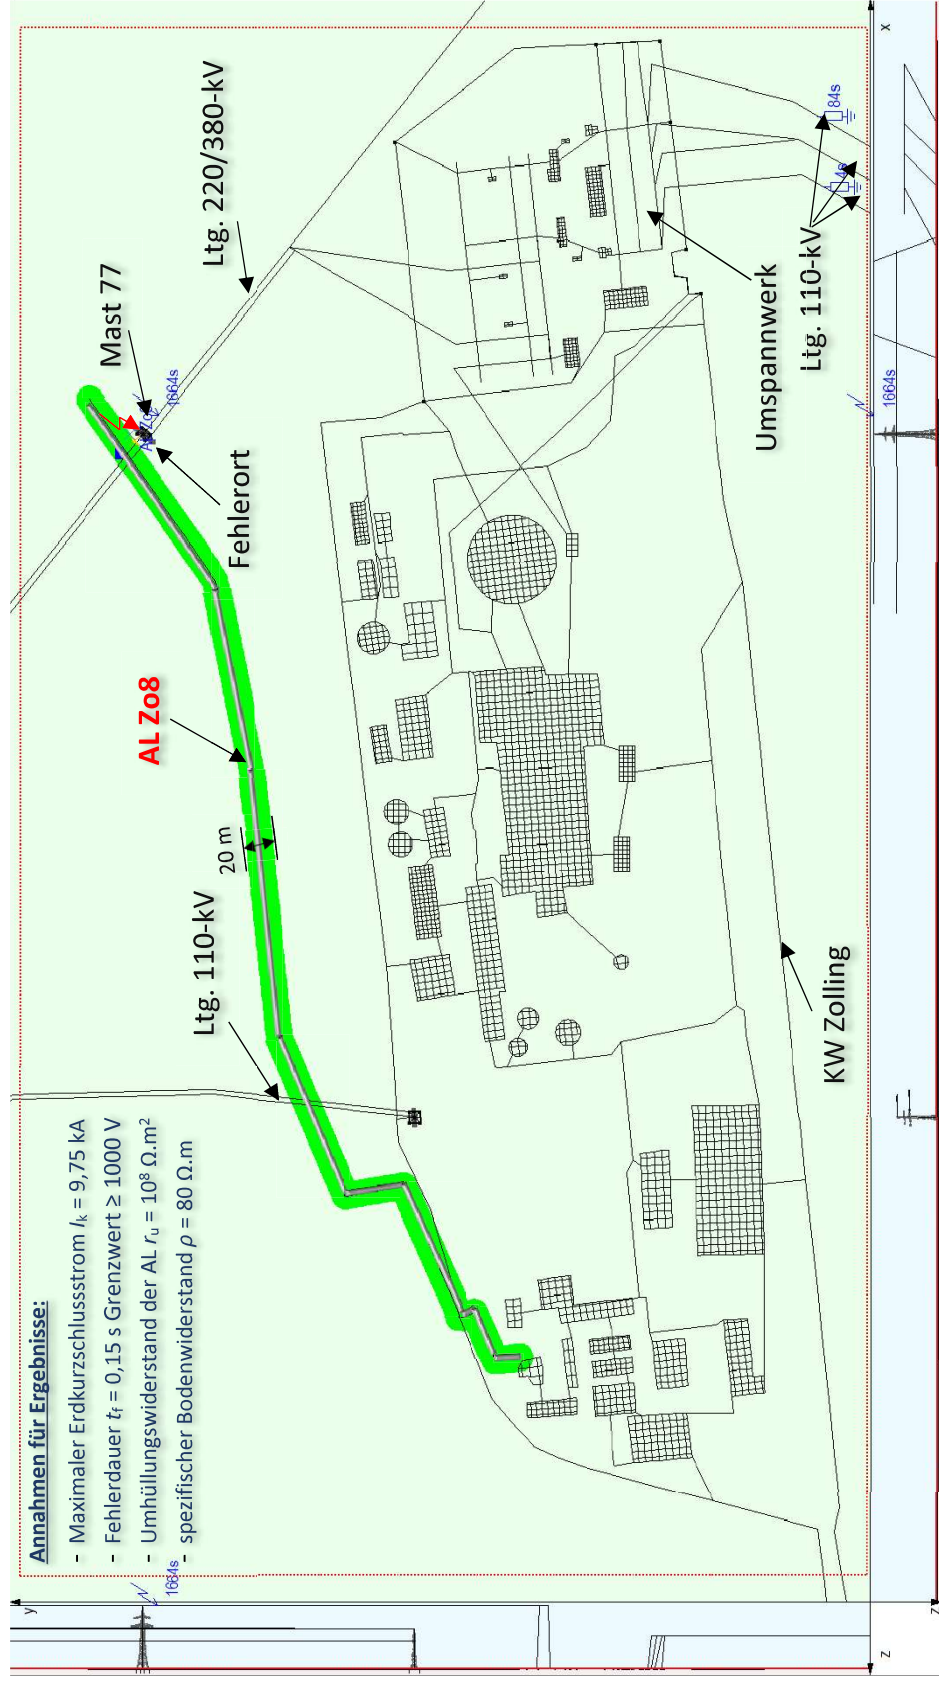 Annahmen für Ergebnisse:
- Maximaler Erdkurzschlussstrom Iₖ = 9,75 kA
- Fehlerdauer t_f = 0,15 s Grenzwert ≥ 1000 V
- Umhüllungswiderstand der AL rᵤ = 10⁸ Ω.m²
- spezifischer Bodenwiderstand ρ = 80 Ω.m
Ltg. 110-kV
20 m
AL Zo8
Fehlerort
Mast 77
1664s
Ltg. 220/380-kV
Umspannwerk
Ltg. 110-kV
84s
4s
KW Zolling
1664s
1664s
y
z
x
z